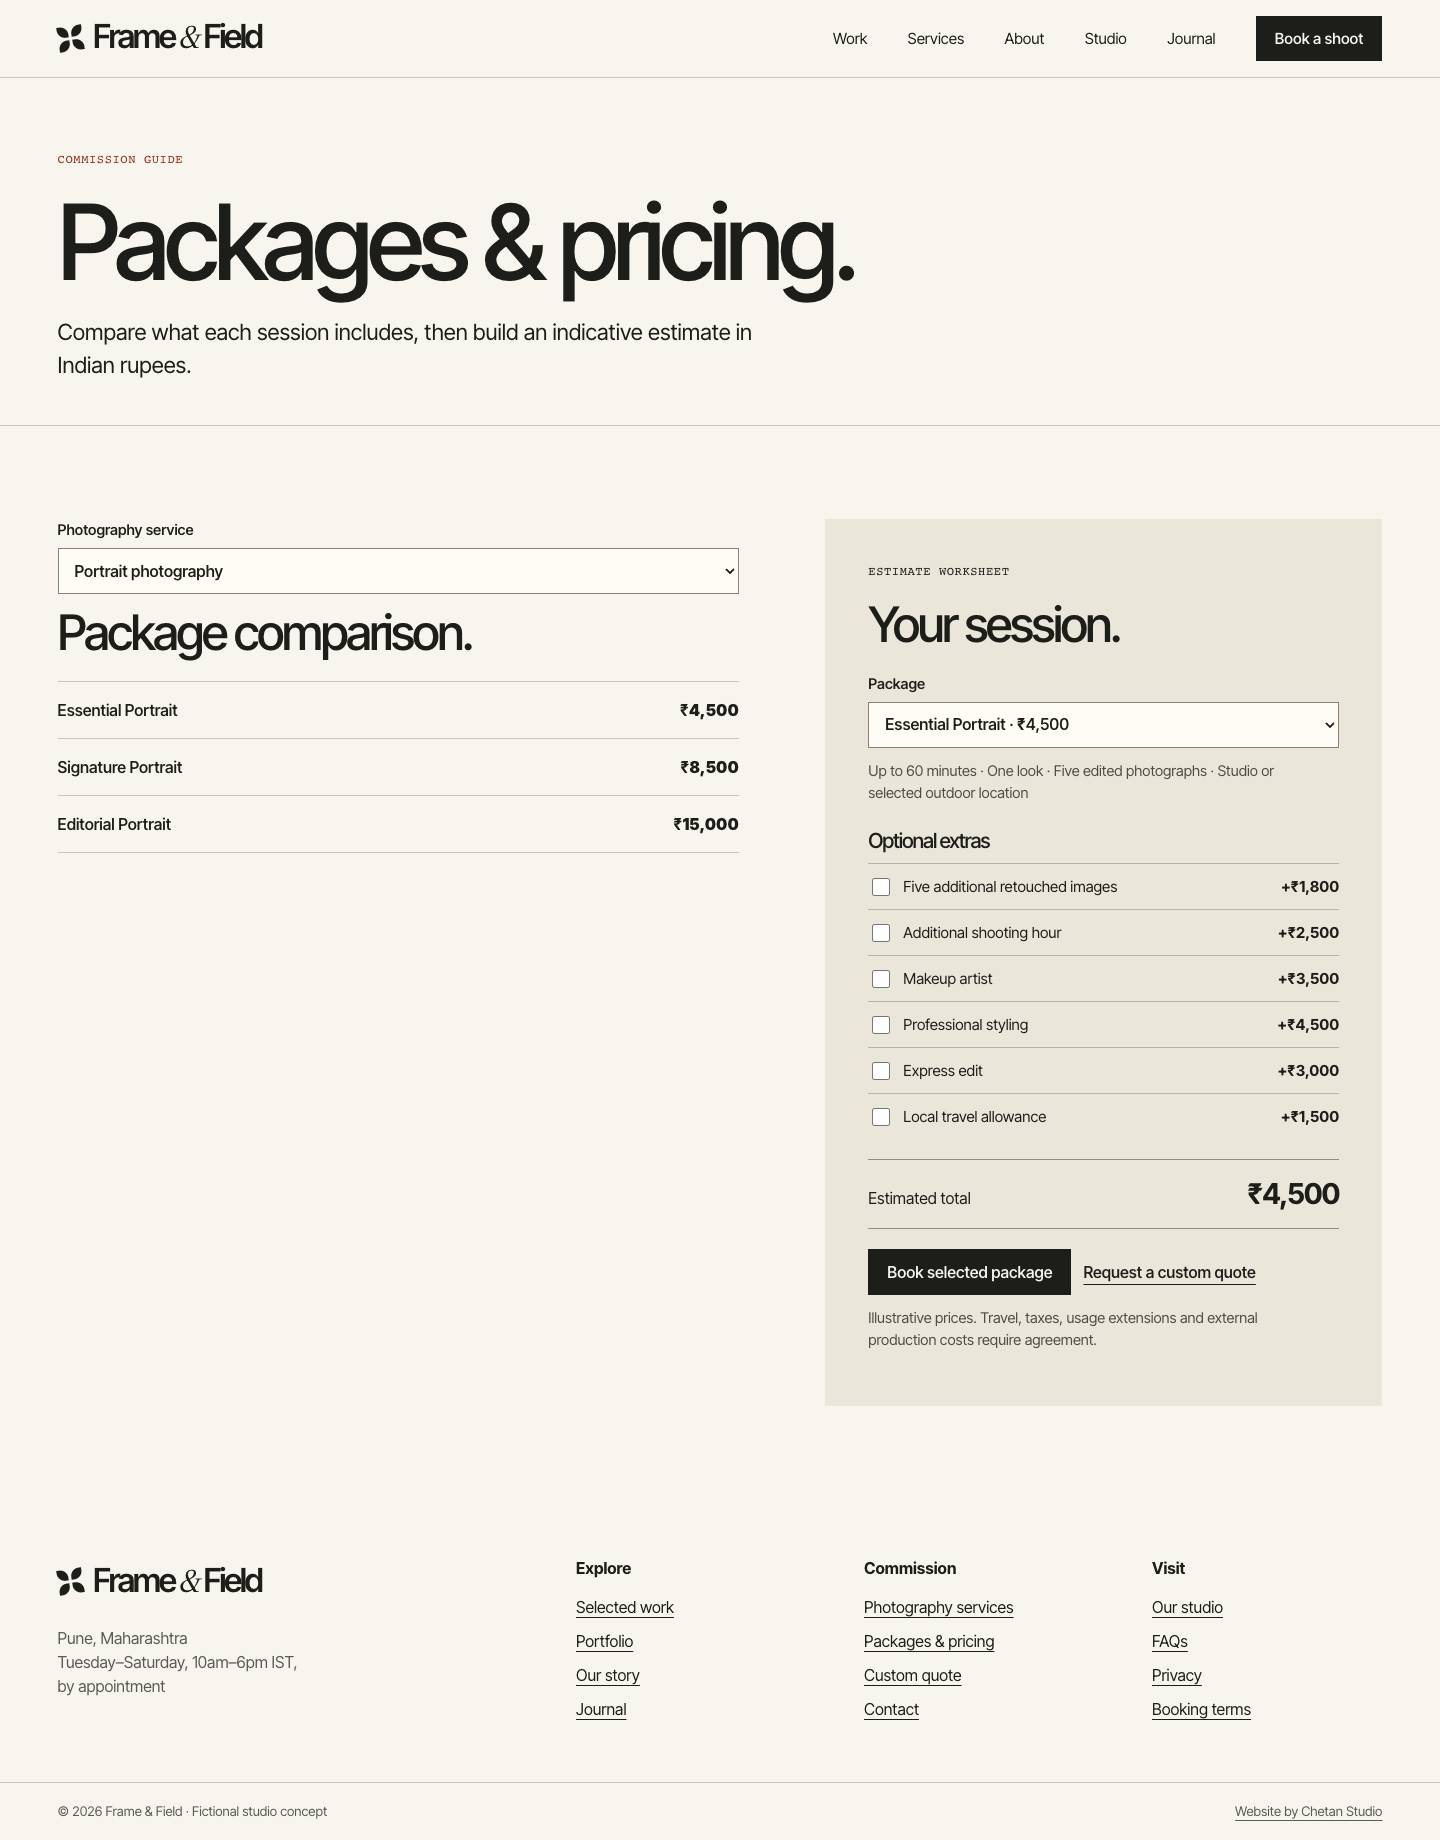 Frame & Field
Work
Services
About
Studio
Journal
Book a shoot
COMMISSION GUIDE
Packages & pricing.
Compare what each session includes, then build an indicative estimate in
Indian rupees.
Photography service
Portrait photography
Package comparison.
Essential Portrait ₹4,500
Signature Portrait ₹8,500
Editorial Portrait ₹15,000
ESTIMATE WORKSHEET
Your session.
Package
Essential Portrait · ₹4,500
Up to 60 minutes · One look · Five edited photographs · Studio or
selected outdoor location
Optional extras
Five additional retouched images +₹1,800
Additional shooting hour +₹2,500
Makeup artist +₹3,500
Professional styling +₹4,500
Express edit +₹3,000
Local travel allowance +₹1,500
Estimated total ₹4,500
Book selected package
Request a custom quote
Illustrative prices. Travel, taxes, usage extensions and external
production costs require agreement.
Frame & Field
Pune, Maharashtra
Tuesday–Saturday, 10am–6pm IST,
by appointment
Explore
Selected work
Portfolio
Our story
Journal
Commission
Photography services
Packages & pricing
Custom quote
Contact
Visit
Our studio
FAQs
Privacy
Booking terms
© 2026 Frame & Field · Fictional studio concept
Website by Chetan Studio